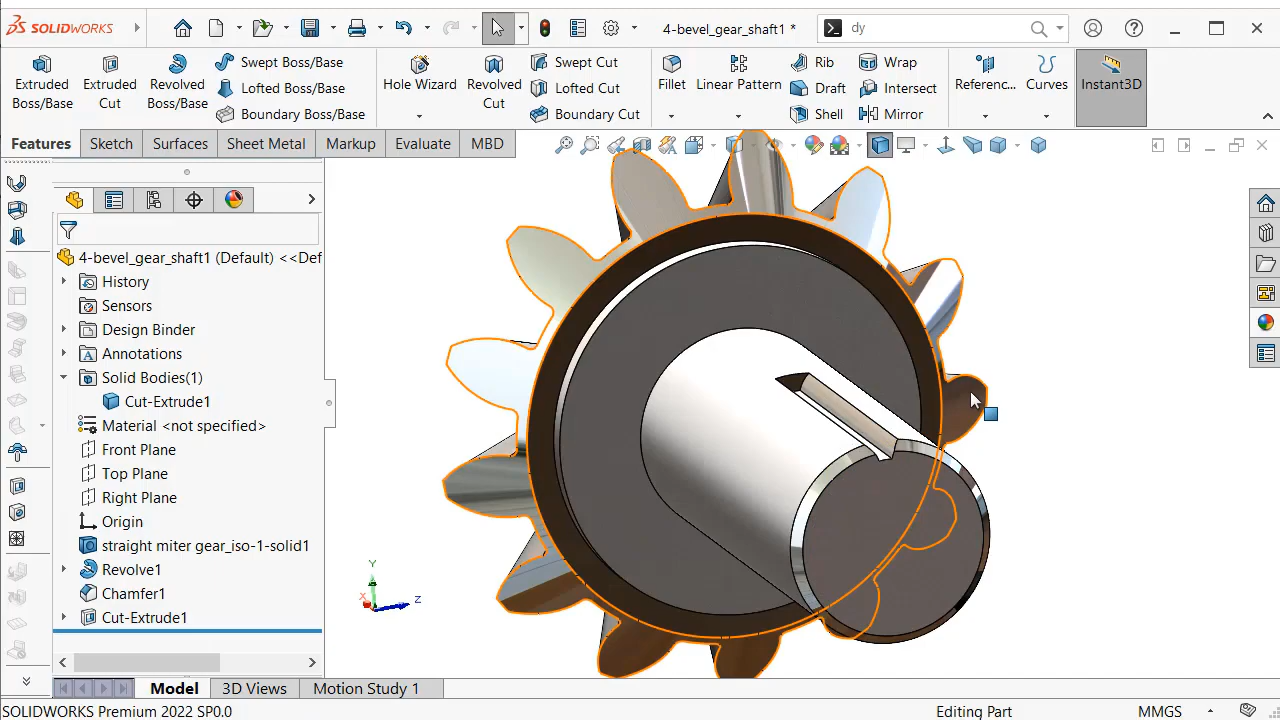 SOLIDWORKS
4-bevel_gear_shaft1 *
dy
Extruded Boss/Base
Extruded Cut
Revolved Boss/Base
Swept Boss/Base
Lofted Boss/Base
Boundary Boss/Base
Hole Wizard
Revolved Cut
Swept Cut
Lofted Cut
Boundary Cut
Fillet
Linear Pattern
Rib
Draft
Shell
Wrap
Intersect
Mirror
Referenc...
Curves
Instant3D
Features
Sketch
Surfaces
Sheet Metal
Markup
Evaluate
MBD
4-bevel_gear_shaft1 (Default) <<Def
History
Sensors
Design Binder
Annotations
Solid Bodies(1)
Cut-Extrude1
Material <not specified>
Front Plane
Top Plane
Right Plane
Origin
straight miter gear_iso-1-solid1
Revolve1
Chamfer1
Cut-Extrude1
Y
X
Z
Model
3D Views
Motion Study 1
SOLIDWORKS Premium 2022 SP0.0
Editing Part
MMGS